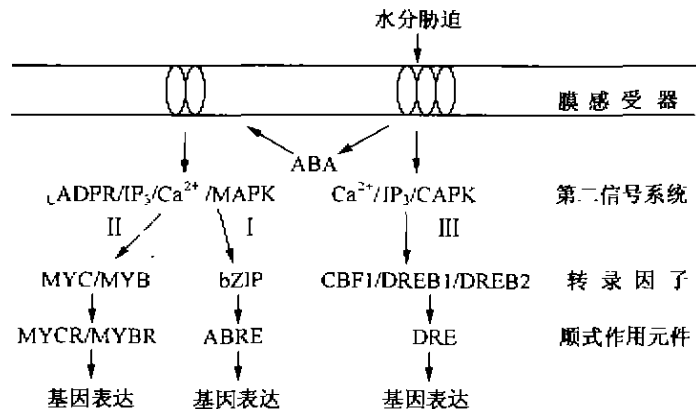 水分胁迫
膜感受器
ABA
cADPR/IP3/Ca2+/MAPK Ca2+/IP3/CAPK 第二信号系统
II I III
MYC/MYB bZIP CBF1/DREB1/DREB2 转录因子
MYCR/MYBR ABRE DRE 顺式作用元件
基因表达 基因表达 基因表达